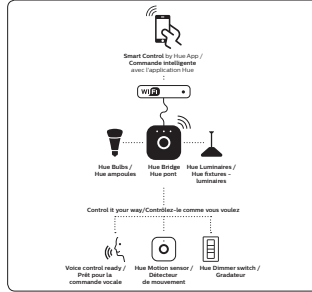 Smart Control by Hue App /
Commande intelligente
avec l'application Hue
WiFi
Hue Bulbs /
Hue ampoules
Hue Bridge
Hue pont
Hue Luminaires /
Hue fixtures –
luminaires
Control it your way/Contrôlez-le comme vous voulez
Voice control ready /
Prêt pour la
commande vocale
Hue Motion sensor /
Détecteur
de mouvement
Hue Dimmer switch /
Gradateur